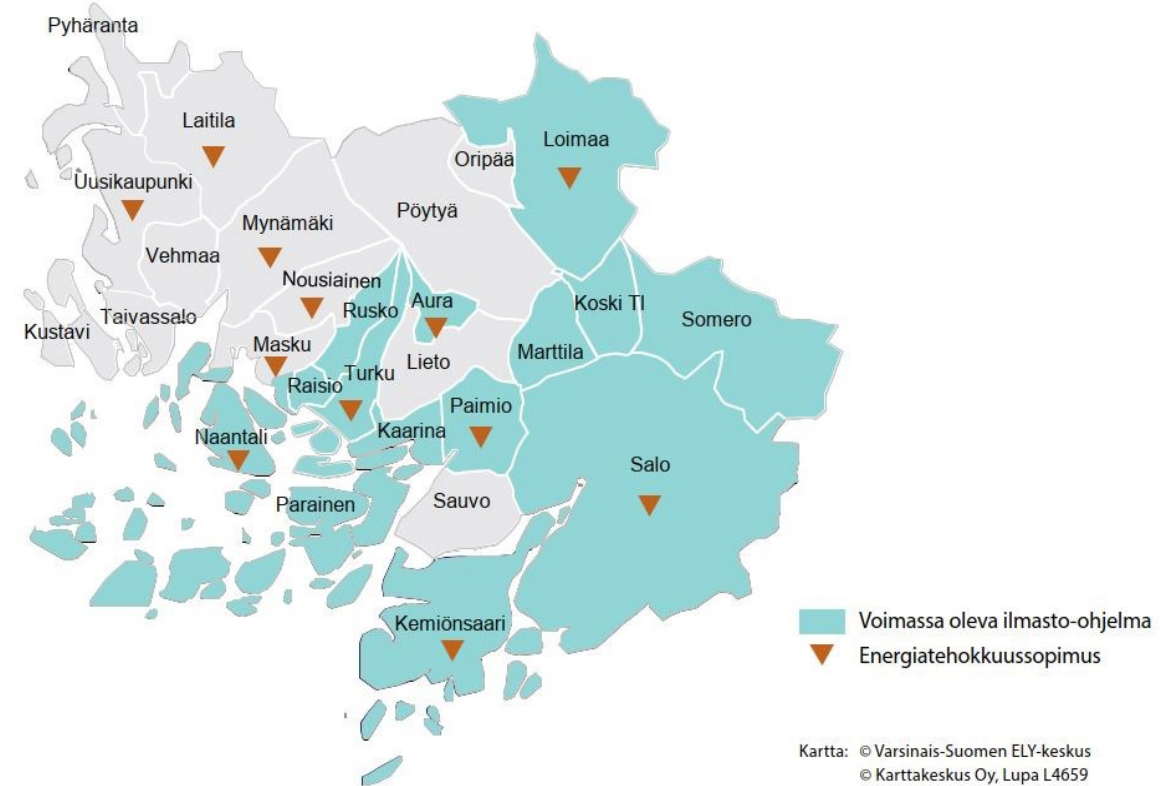 Pyhäranta
Laitila
Loimaa
Oripää
Uusikaupunki
Pöytyä
Mynämäki
Vehmaa
Nousiainen
Koski Tl
Rusko
Aura
Taivassalo
Somero
Kustavi
Masku
Marttila
Lieto
Turku
Raisio
Paimio
Kaarina
Naantali
Salo
Sauvo
Parainen
Kemiönsaari
Voimassa oleva ilmasto-ohjelma
Energiatehokkuussopimus
Kartta: © Varsinais-Suomen ELY-keskus
© Karttakeskus Oy, Lupa L4659